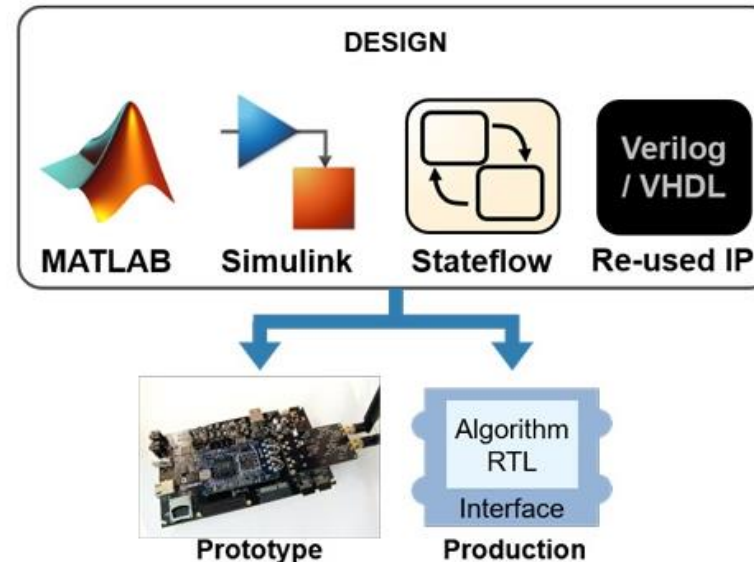 DESIGN
Verilog
/ VHDL
MATLAB Simulink Stateflow Re-used IP
Algorithm
RTL
Interface
Prototype Production